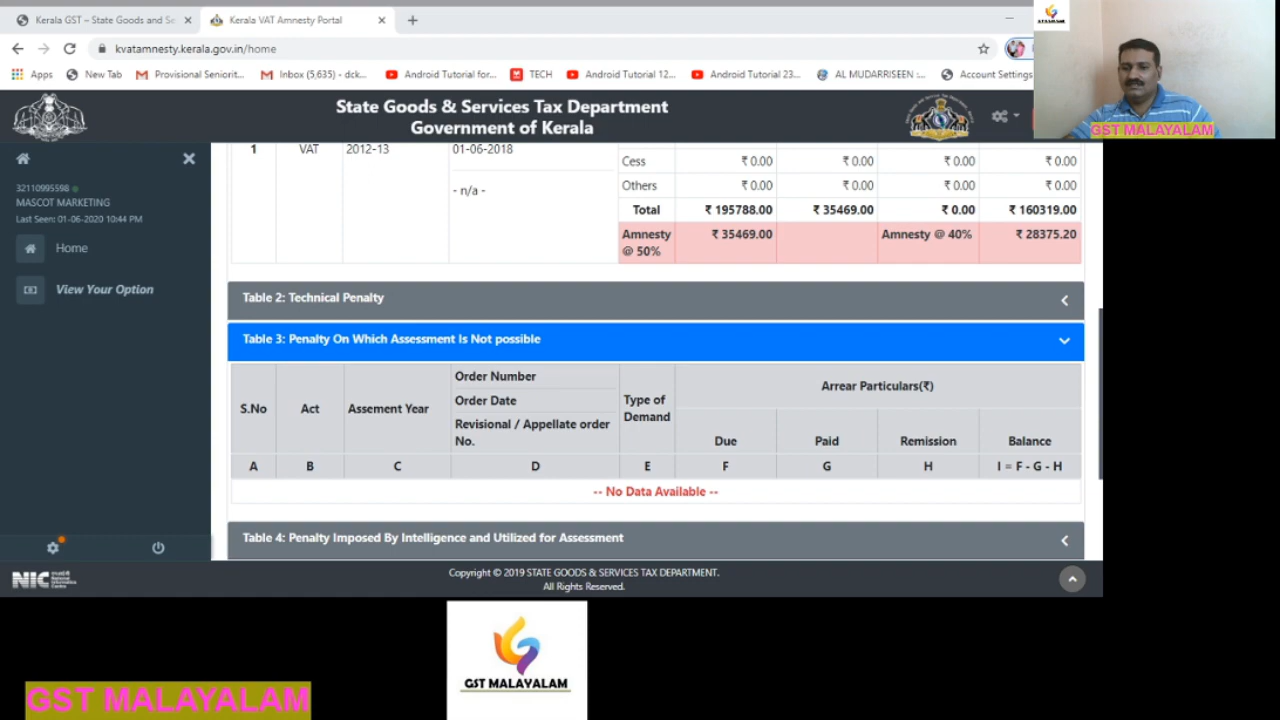 Kerala GST – State Goods and Se
Kerala VAT Amnesty Portal
kvatamnesty.kerala.gov.in/home
Apps
New Tab
Provisional Seniorit...
Inbox (5,635) - dck...
Android Tutorial for...
TECH
Android Tutorial 12...
Android Tutorial 23...
AL MUDARRISEEN :...
Account Settings
GST MALAYALAM
State Goods & Services Tax Department
Government of Kerala
32110995598
MASCOT MARKETING
Last Seen: 01-06-2020 10:44 PM
Home
View Your Option
1 VAT 2012-13 01-06-2018
- n/a -
Cess ₹ 0.00 ₹ 0.00 ₹ 0.00 ₹ 0.00
Others ₹ 0.00 ₹ 0.00 ₹ 0.00 ₹ 0.00
Total ₹ 195788.00 ₹ 35469.00 ₹ 0.00 ₹ 160319.00
Amnesty @ 50% ₹ 35469.00 Amnesty @ 40% ₹ 28375.20
Table 2: Technical Penalty
Table 3: Penalty On Which Assessment Is Not possible
S.No
Act
Assement Year
Order Number
Order Date
Revisional / Appellate order
No.
Type of
Demand
Arrear Particulars(₹)
Due Paid Remission Balance
A B C D E F G H I = F - G - H
-- No Data Available --
Table 4: Penalty Imposed By Intelligence and Utilized for Assessment
NIC
Copyright © 2019 STATE GOODS & SERVICES TAX DEPARTMENT.
All Rights Reserved.
GST MALAYALAM
GST MALAYALAM